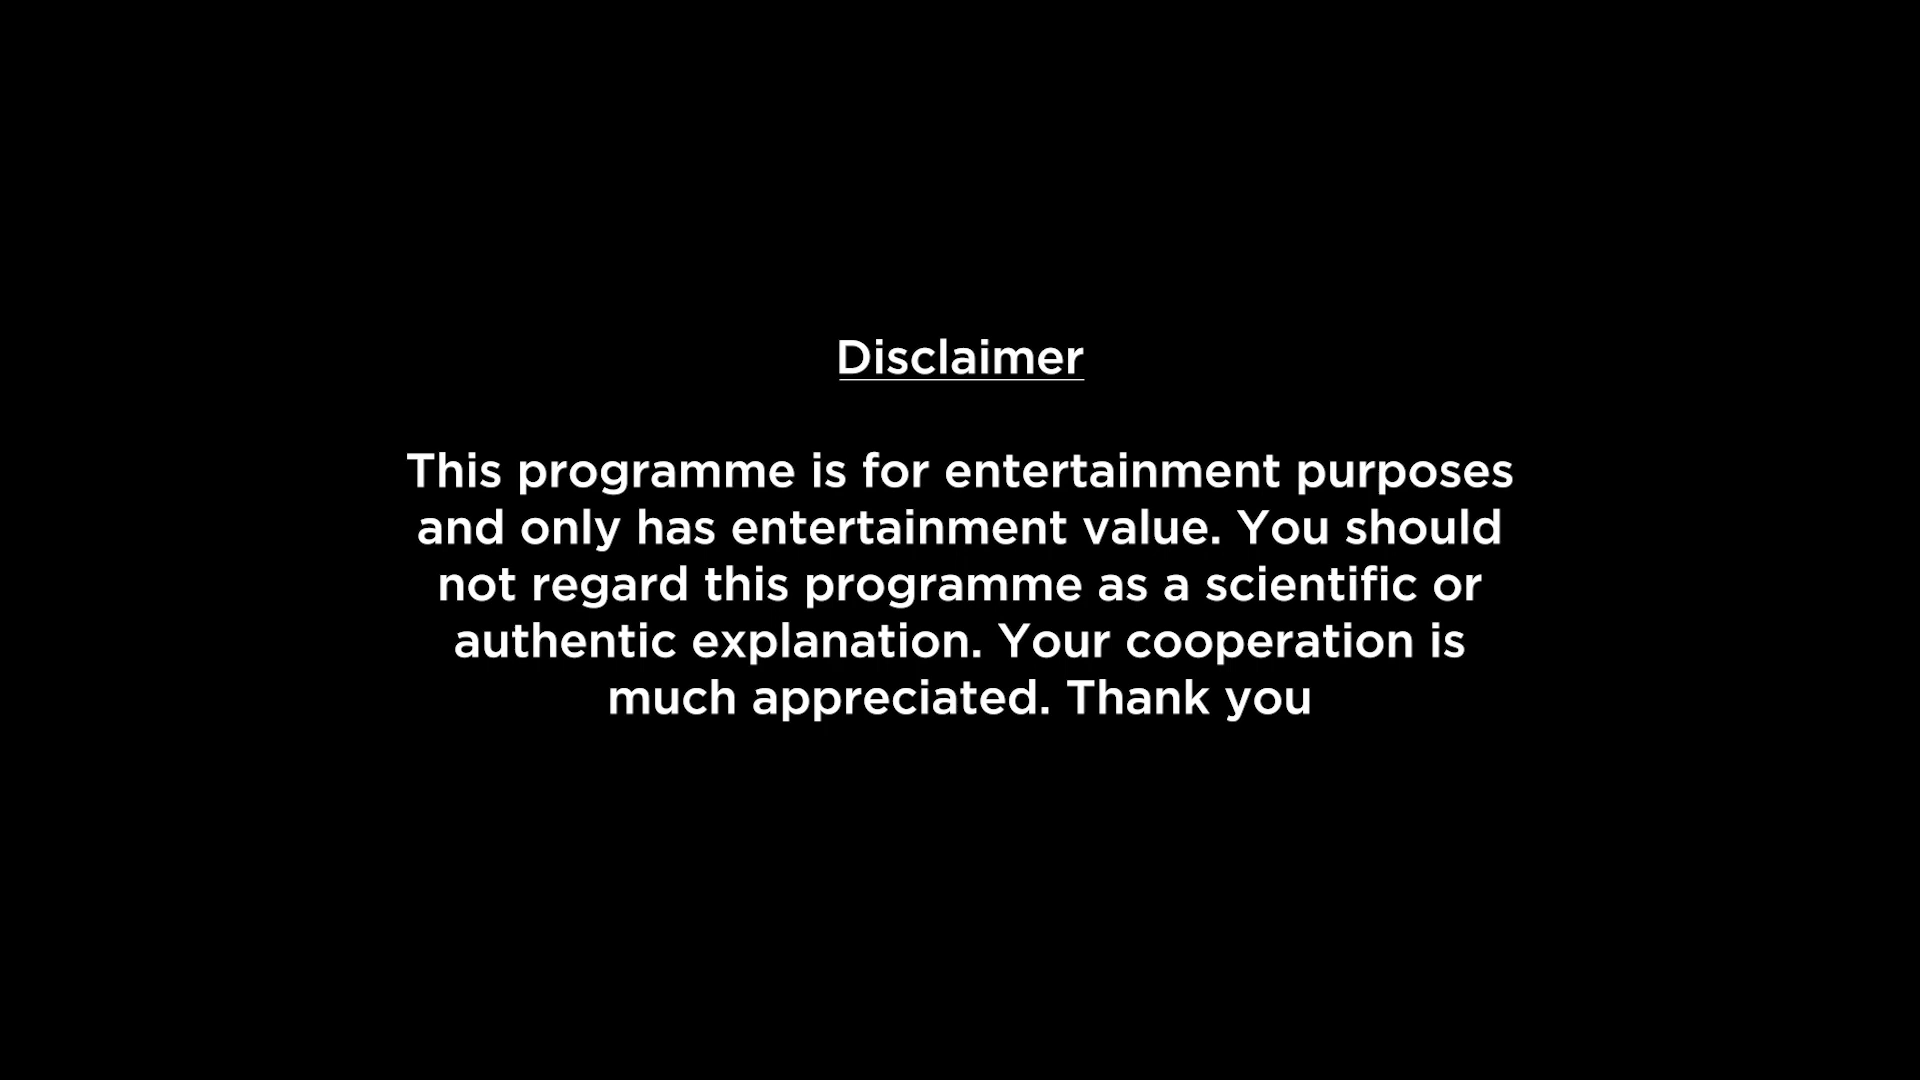 Disclaimer
This programme is for entertainment purposes
and only has entertainment value. You should
not regard this programme as a scientific or
authentic explanation. Your cooperation is
much appreciated. Thank you